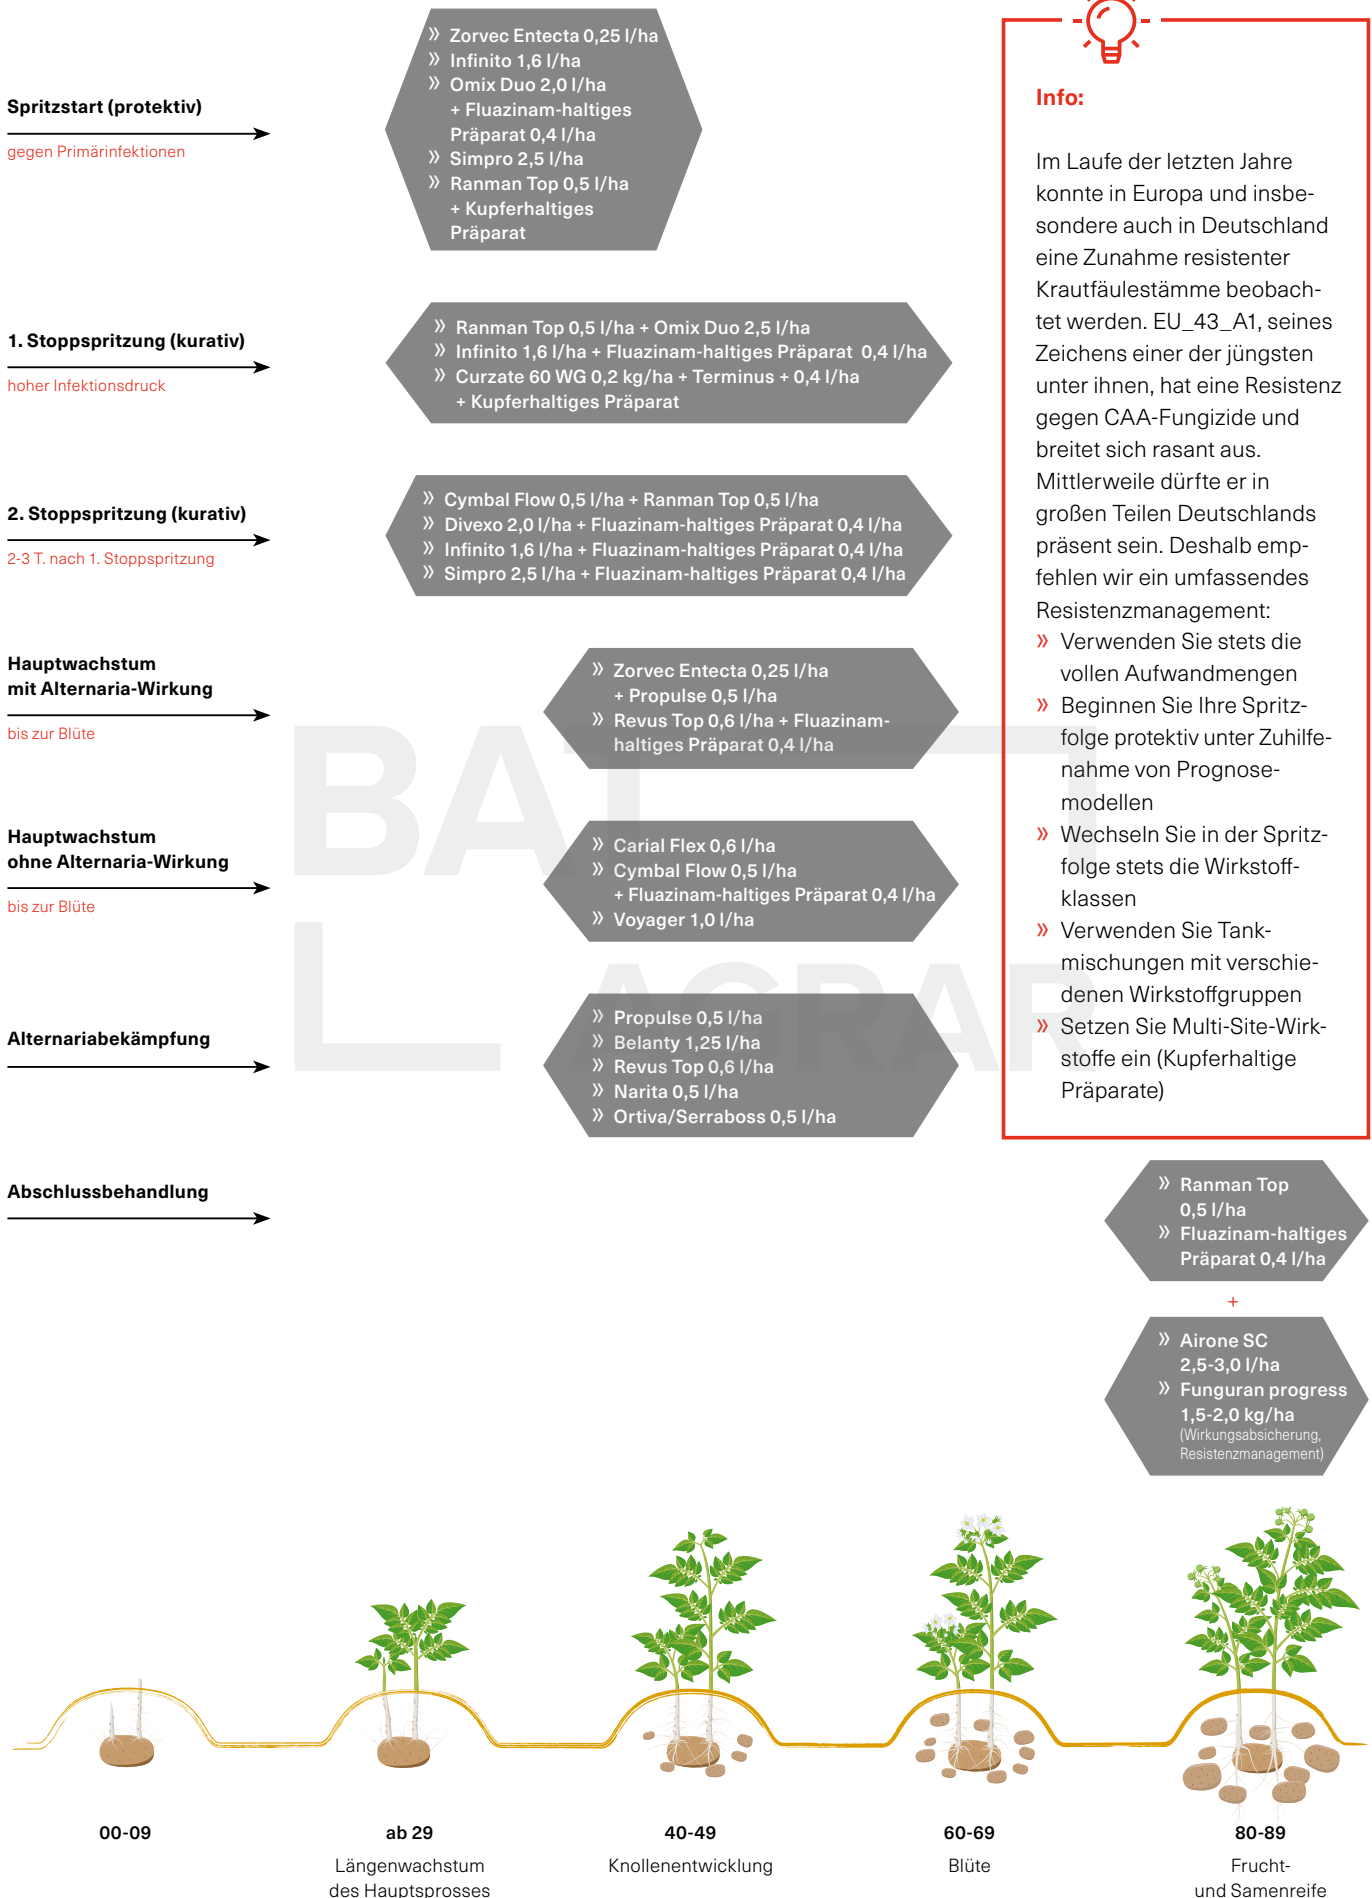 Spritzstart (protektiv)
gegen Primärinfektionen
» Zorvec Entecta 0,25 l/ha
» Infinito 1,6 l/ha
» Omix Duo 2,0 l/ha
+ Fluazinam-haltiges
Präparat 0,4 l/ha
» Simpro 2,5 l/ha
» Ranman Top 0,5 l/ha
+ Kupferhaltiges
Präparat
1. Stoppspritzung (kurativ)
hoher Infektionsdruck
» Ranman Top 0,5 l/ha + Omix Duo 2,5 l/ha
» Infinito 1,6 l/ha + Fluazinam-haltiges Präparat 0,4 l/ha
» Curzate 60 WG 0,2 kg/ha + Terminus + 0,4 l/ha
+ Kupferhaltiges Präparat
2. Stoppspritzung (kurativ)
2-3 T. nach 1. Stoppspritzung
» Cymbal Flow 0,5 l/ha + Ranman Top 0,5 l/ha
» Divexo 2,0 l/ha + Fluazinam-haltiges Präparat 0,4 l/ha
» Infinito 1,6 l/ha + Fluazinam-haltiges Präparat 0,4 l/ha
» Simpro 2,5 l/ha + Fluazinam-haltiges Präparat 0,4 l/ha
Hauptwachstum
mit Alternaria-Wirkung
bis zur Blüte
» Zorvec Entecta 0,25 l/ha
+ Propulse 0,5 l/ha
» Revus Top 0,6 l/ha + Fluazinam-
haltiges Präparat 0,4 l/ha
Hauptwachstum
ohne Alternaria-Wirkung
bis zur Blüte
» Carial Flex 0,6 l/ha
» Cymbal Flow 0,5 l/ha
+ Fluazinam-haltiges Präparat 0,4 l/ha
» Voyager 1,0 l/ha
Alternariabekämpfung
» Propulse 0,5 l/ha
» Belanty 1,25 l/ha
» Revus Top 0,6 l/ha
» Narita 0,5 l/ha
» Ortiva/Serraboss 0,5 l/ha
BAT
AGRAR
Info:
Im Laufe der letzten Jahre
konnte in Europa und insbe-
sondere auch in Deutschland
eine Zunahme resistenter
Krautfäulestämme beobach-
tet werden. EU_43_A1, seines
Zeichens einer der jüngsten
unter ihnen, hat eine Resistenz
gegen CAA-Fungizide und
breitet sich rasant aus.
Mittlerweile dürfte er in
großen Teilen Deutschlands
präsent sein. Deshalb emp-
fehlen wir ein umfassendes
Resistenzmanagement:
» Verwenden Sie stets die
vollen Aufwandmengen
» Beginnen Sie Ihre Spritz-
folge protektiv unter Zuhilfe-
nahme von Prognose-
modellen
» Wechseln Sie in der Spritz-
folge stets die Wirkstoff-
klassen
» Verwenden Sie Tank-
mischungen mit verschie-
denen Wirkstoffgruppen
» Setzen Sie Multi-Site-Wirk-
stoffe ein (Kupferhaltige
Präparate)
Abschlussbehandlung
» Ranman Top
0,5 l/ha
» Fluazinam-haltiges
Präparat 0,4 l/ha
+
» Airone SC
2,5-3,0 l/ha
» Funguran progress
1,5-2,0 kg/ha
(Wirkungsabsicherung,
Resistenzmanagement)
00-09
ab 29
Längenwachstum
des Hauptsprosses
40-49
Knollenentwicklung
60-69
Blüte
80-89
Frucht-
und Samenreife